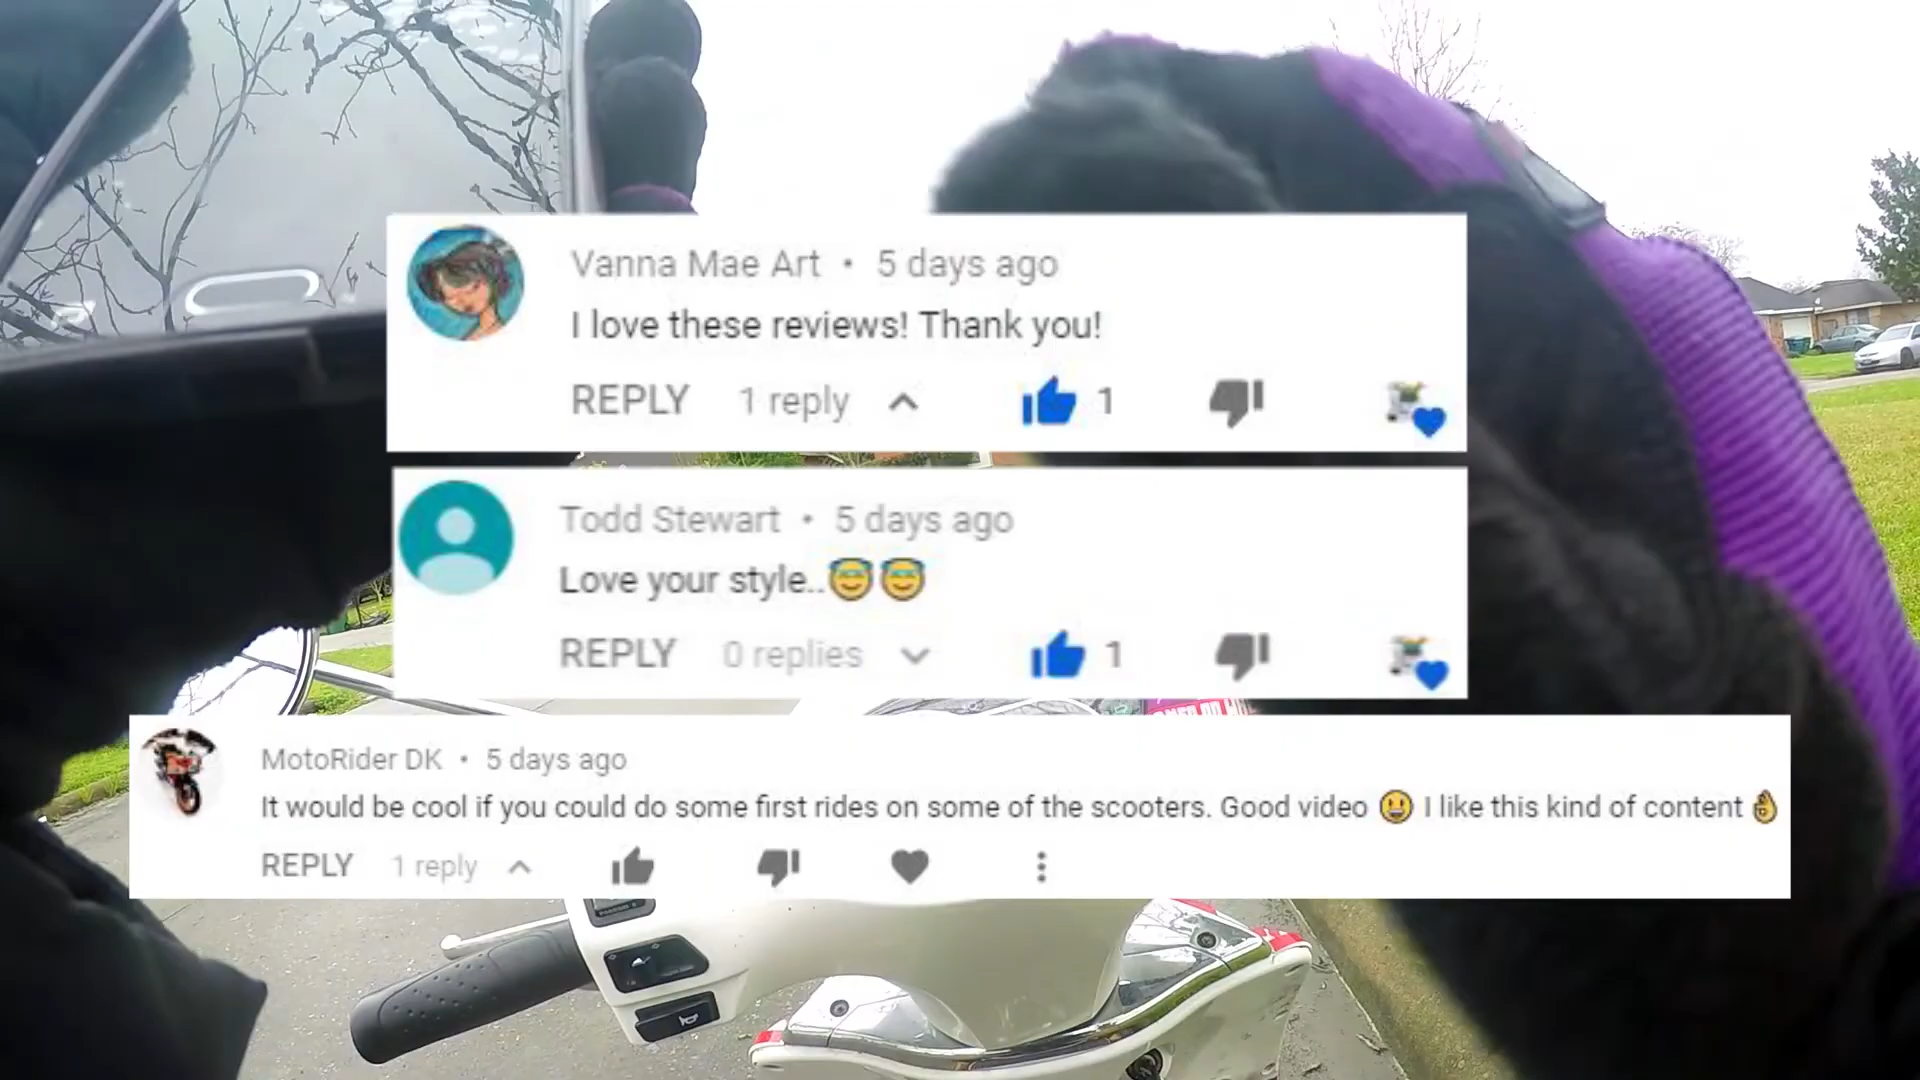 Vanna Mae Art • 5 days ago
I love these reviews! Thank you!
REPLY 1 reply 1
Todd Stewart • 5 days ago
Love your style..😇😇
REPLY 0 replies 1
MotoRider DK • 5 days ago
It would be cool if you could do some first rides on some of the scooters. Good video 😃 I like this kind of content 👌
REPLY 1 reply